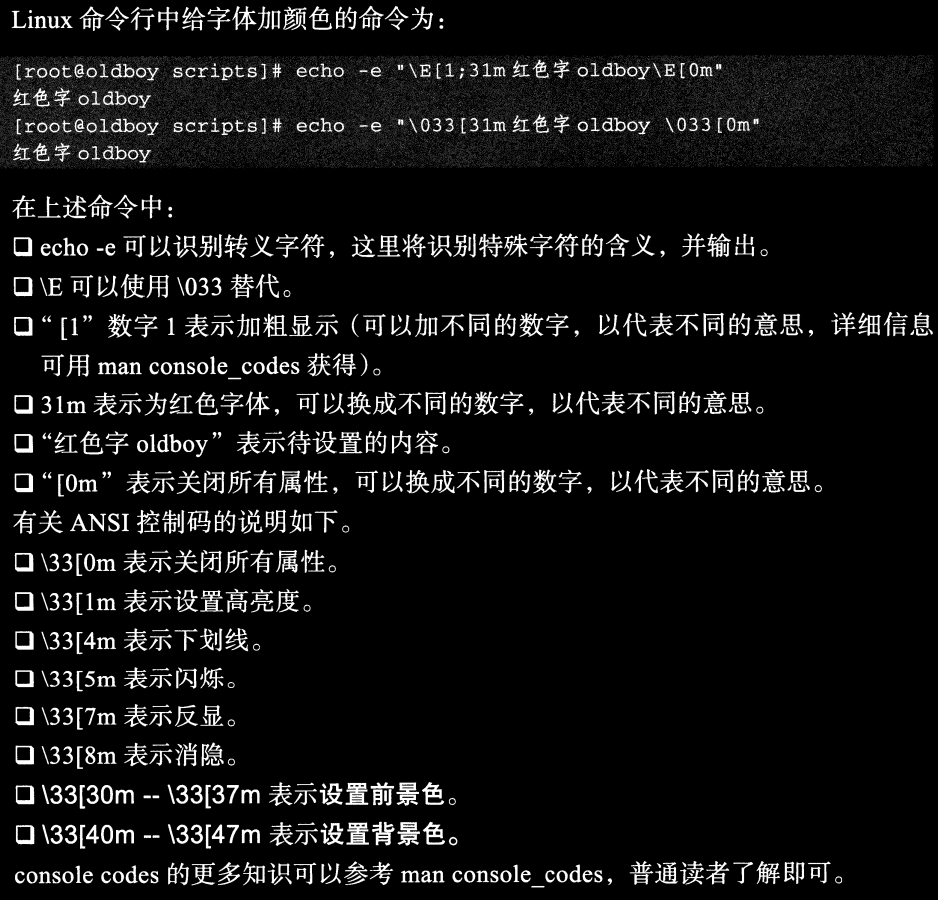 Linux 命令行中给字体加颜色的命令为：
[root@oldboy scripts]# echo -e "\E[1;31m 红色字 oldboy\E[0m"
红色字 oldboy
[root@oldboy scripts]# echo -e "\033[31m 红色字 oldboy \033[0m"
红色字 oldboy
在上述命令中：
❑ echo -e 可以识别转义字符，这里将识别特殊字符的含义，并输出。
❑ \E 可以使用 \033 替代。
❑ “ [1” 数字 1 表示加粗显示（可以加不同的数字，以代表不同的意思，详细信息
可用 man console_codes 获得）。
❑ 31m 表示为红色字体，可以换成不同的数字，以代表不同的意思。
❑ “红色字 oldboy” 表示待设置的内容。
❑ “[0m” 表示关闭所有属性，可以换成不同的数字，以代表不同的意思。
有关 ANSI 控制码的说明如下。
❑ \33[0m 表示关闭所有属性。
❑ \33[1m 表示设置高亮度。
❑ \33[4m 表示下划线。
❑ \33[5m 表示闪烁。
❑ \33[7m 表示反显。
❑ \33[8m 表示消隐。
❑ \33[30m -- \33[37m 表示设置前景色。
❑ \33[40m -- \33[47m 表示设置背景色。
console codes 的更多知识可以参考 man console_codes，普通读者了解即可。